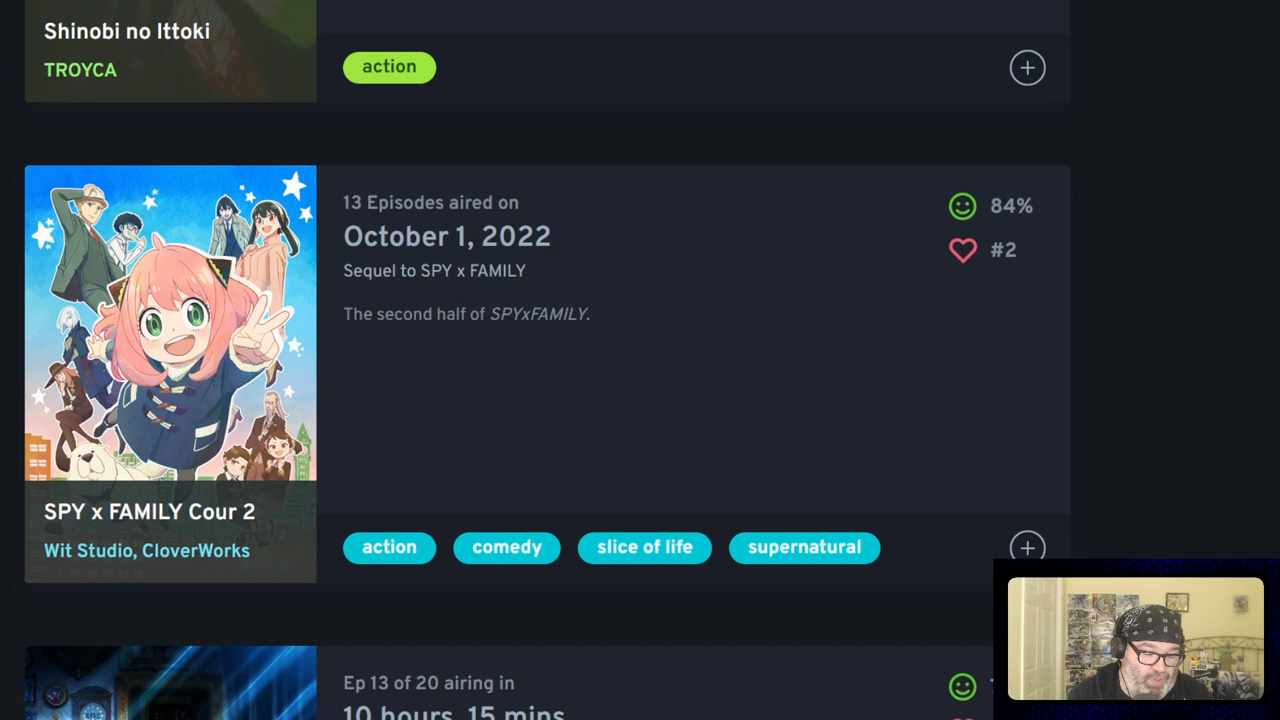 Shinobi no Ittoki
TROYCA
action
13 Episodes aired on
October 1, 2022
Sequel to SPY x FAMILY
The second half of SPYxFAMILY.
84%
#2
SPY x FAMILY Cour 2
Wit Studio, CloverWorks
action
comedy
slice of life
supernatural
Ep 13 of 20 airing in
10 hours, 15 mins